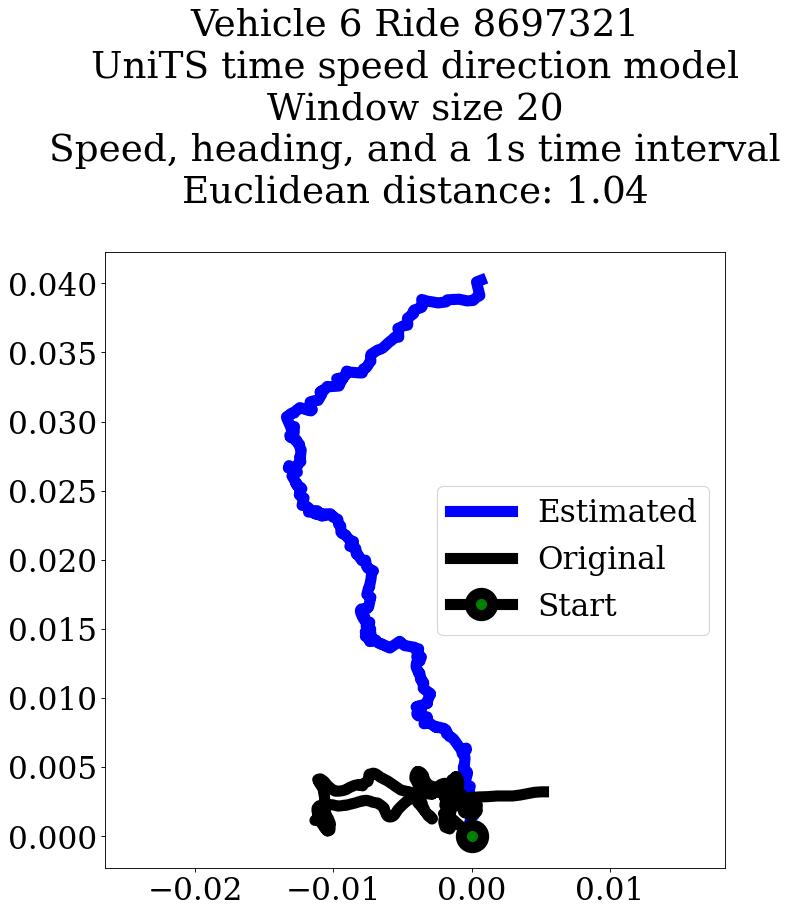 Vehicle 6 Ride 8697321
UniTS time speed direction model
Window size 20
Speed, heading, and a 1s time interval
Euclidean distance: 1.04
0.040
0.035
0.030
0.025
0.020
0.015
0.010
0.005
0.000
Estimated
Original
Start
−0.02
−0.01
0.00
0.01